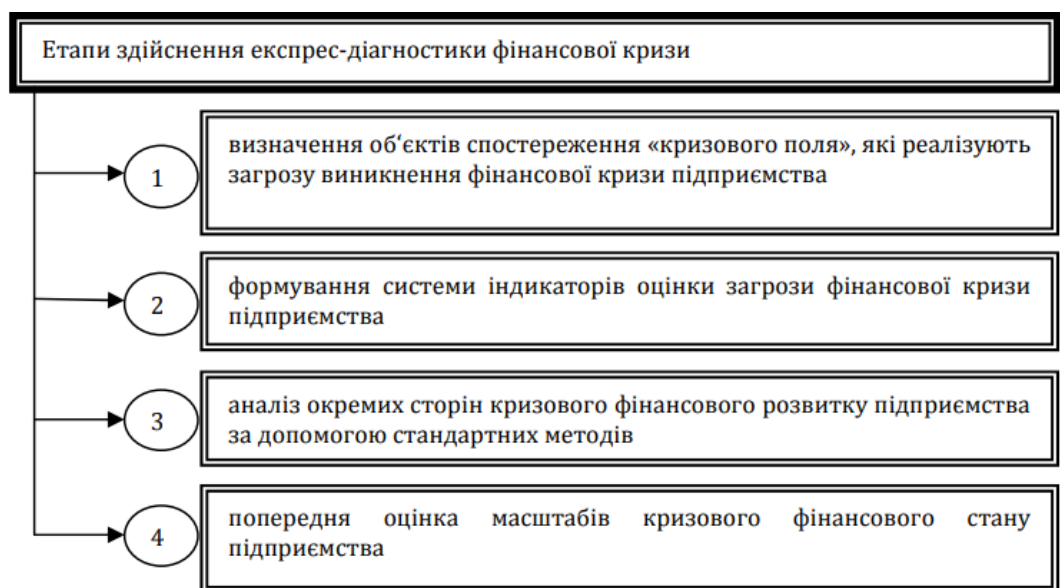 Етапи здійснення експрес-діагностики фінансової кризи
1
визначення об‘єктів спостереження «кризового поля», які реалізують
загрозу виникнення фінансової кризи підприємства
2
формування системи індикаторів оцінки загрози фінансової кризи
підприємства
3
аналіз окремих сторін кризового фінансового розвитку підприємства
за допомогою стандартних методів
4
попередня оцінка масштабів кризового фінансового стану
підприємства